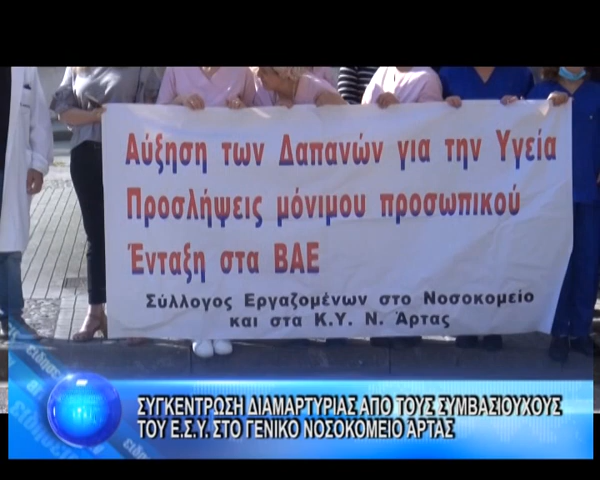 Αύξηση των Δαπανών για την Υγεία
Προσλήψεις μόνιμου προσωπικού
Ένταξη στα ΒΑΕ
Σύλλογος Εργαζομένων στο Νοσοκομείο
και στα Κ.Υ. Ν. Άρτας
ΣΥΓΚΕΝΤΡΩΣΗ ΔΙΑΜΑΡΤΥΡΙΑΣ ΑΠΟ ΤΟΥΣ ΣΥΜΒΑΣΙΟΥΧΟΥΣ
ΤΟΥ Ε.Σ.Υ. ΣΤΟ ΓΕΝΙΚΟ ΝΟΣΟΚΟΜΕΙΟ ΑΡΤΑΣ